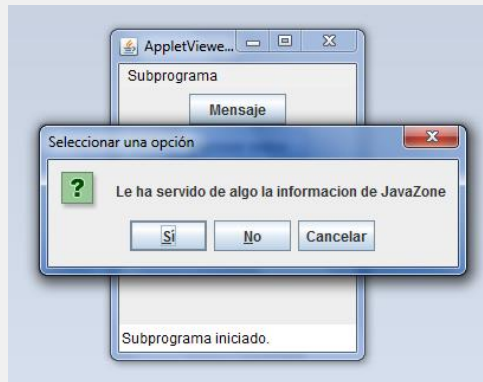 AppletViewe...
Subprograma
Mensaje
Seleccionar una opción
Le ha servido de algo la informacion de JavaZone
Sí
No
Cancelar
Subprograma iniciado.